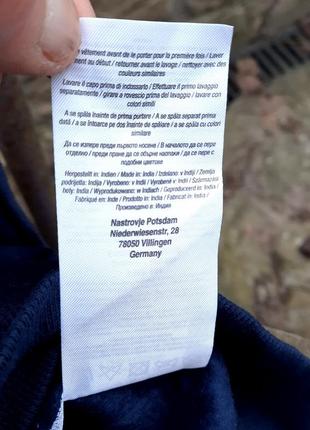 le vêtement avant de le porter pour la première fois / Laver
ment au début / retourner avant le lavage / nettoyer avec des
couleurs similaires
Lavare il capo prima di indossarlo / Effettuare il primo lavaggio
separatamente / girare a rovescio prima del lavaggio / lavare con
colori simili
A se spăla înainte de prima purtare / A se spăla separat prima
dată / a se întoarce pe dos înainte de spălare / a se spăla cu culori
similare
Да се изпере преди първото носене / В началото да се пере
отделно / преди пране да се обърне наопаки / да се пере с
подобни цветове
Hergestellt in: Indien / Made in: India / Izdelano: v Indiji / Zemlja
podrijetla: Indija / Vyrobeno: v Indii / Vyrobené v: Indii / Származási
hely: India / Wyprodukowano: w Indiach / Geproduceerd in: India /
Fabriqué en: Inde / Prodotto in: India / Fabricat in: India /
Произведено в: Индия
Nastrovje Potsdam
Niederwiesenstr, 28
78050 Villingen
Germany